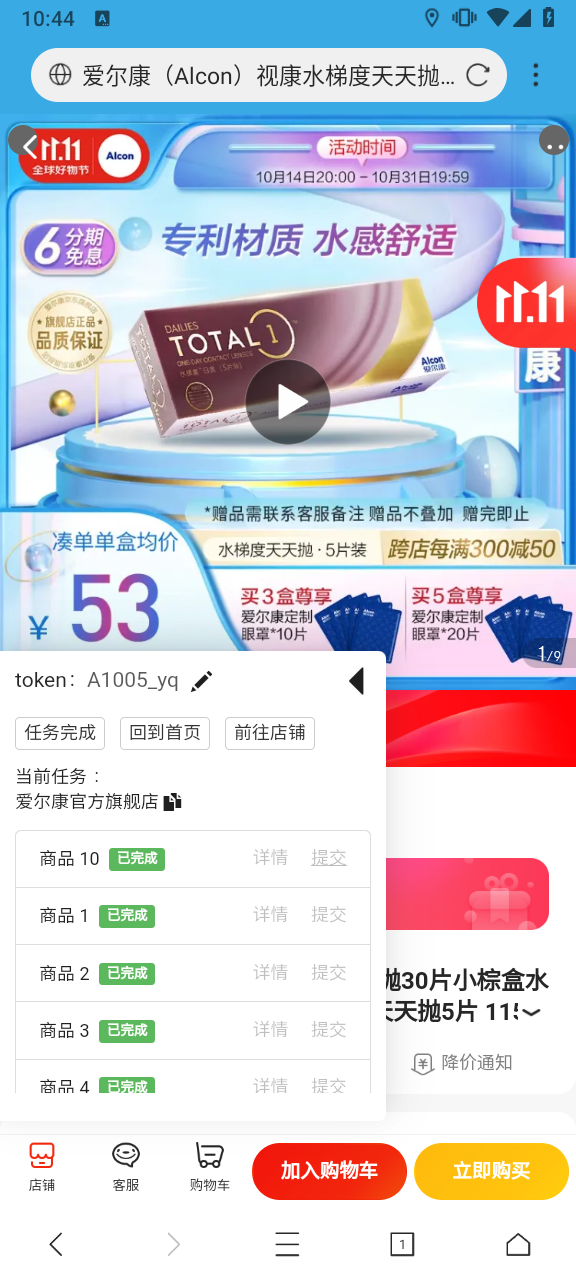 10:44
爱尔康（Alcon）视康水梯度天天抛...
11.11
全球好物节
Alcon
活动时间
10月14日20:00 - 10月31日19:59
6分期免息
专利材质 水感舒适
旗舰店正品
品质保证
11.11
康
DAILIES
TOTAL 1
ONE-DAY CONTACT LENSES
Alcon
爱尔康
*赠品需联系客服备注 赠品不叠加 赠完即止
凑单单盒均价
¥ 53
水梯度天天抛·5片装
跨店每满300减50
买3盒尊享
爱尔康定制
眼罩*10片
买5盒尊享
爱尔康定制
眼罩*20片
1/9
token： A1005_yq
任务完成 回到首页 前往店铺
当前任务：
爱尔康官方旗舰店
商品 10 已完成 详情 提交
商品 1 已完成 详情 提交
商品 2 已完成 详情 提交
商品 3 已完成 详情 提交
商品 4 已完成 详情 提交
抛30片小棕盒水
天天抛5片 115
降价通知
店铺 客服 购物车 加入购物车 立即购买
1